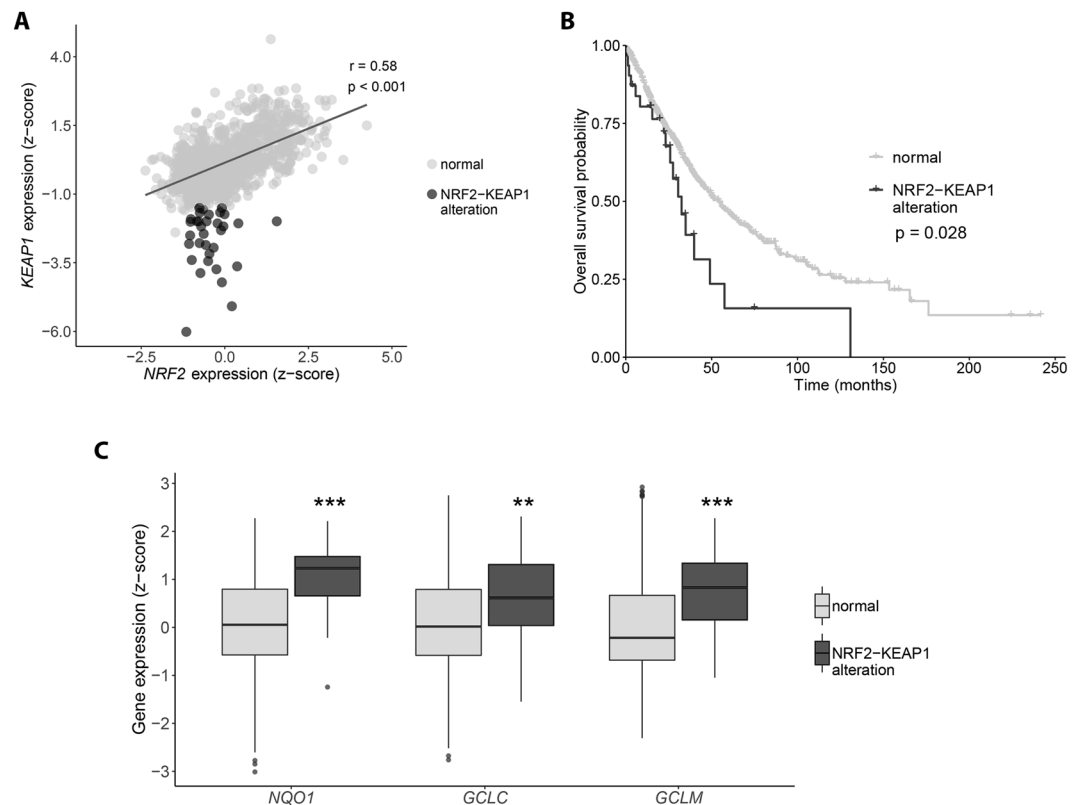 A
4.0
1.5
−1.0
−3.5
−6.0
KEAP1 expression (z−score)
r = 0.58
p < 0.001
normal
NRF2−KEAP1
alteration
−2.5
0.0
2.5
5.0
NRF2 expression (z−score)
B
1.00
0.75
0.50
0.25
0.00
Overall survival probability
normal
NRF2−KEAP1
alteration
p = 0.028
0
50
100
150
200
250
Time (months)
C
3
2
1
0
−1
−2
−3
Gene expression (z−score)
***
**
***
normal
NRF2−KEAP1
alteration
NQO1
GCLC
GCLM